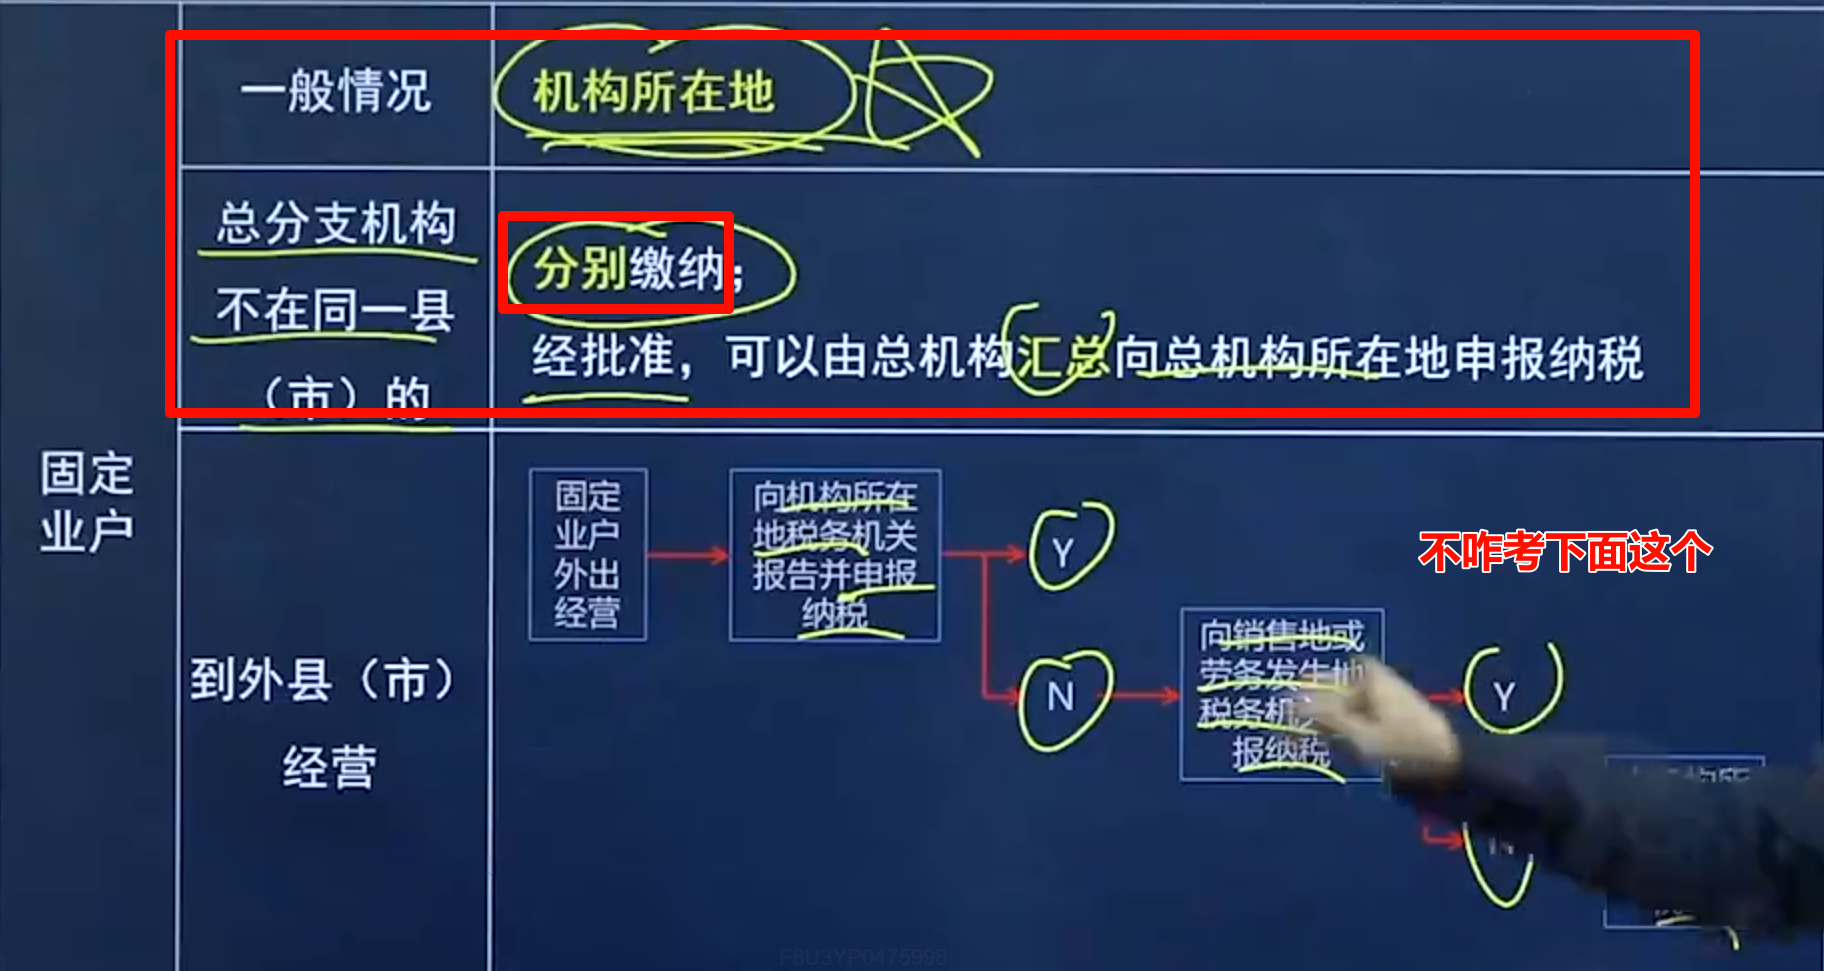 一般情况
机构所在地
总分支机构
不在同一县
（市）的
分别缴纳；
经批准，可以由总机构汇总向总机构所在地申报纳税
固定
业户
到外县（市）
经营
固定
业户
外出
经营
向机构所在
地税务机关
报告并申报
纳税
Y
N
向销售地或
劳务发生地
税务机
报纳税
Y
不咋考下面这个
F8U3YP0475998